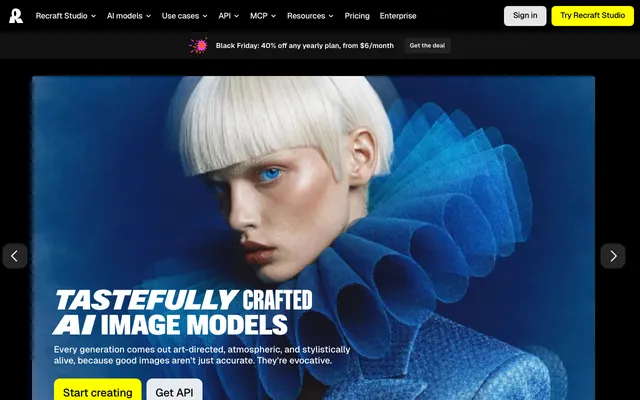 Recraft Studio AI models Use cases API MCP Resources Pricing Enterprise Sign in Try Recraft Studio
Black Friday: 40% off any yearly plan, from $6/month Get the deal
TASTEFULLY CRAFTED
AI IMAGE MODELS
Every generation comes out art-directed, atmospheric, and stylistically
alive, because good images aren't just accurate. They're evocative.
Start creating Get API